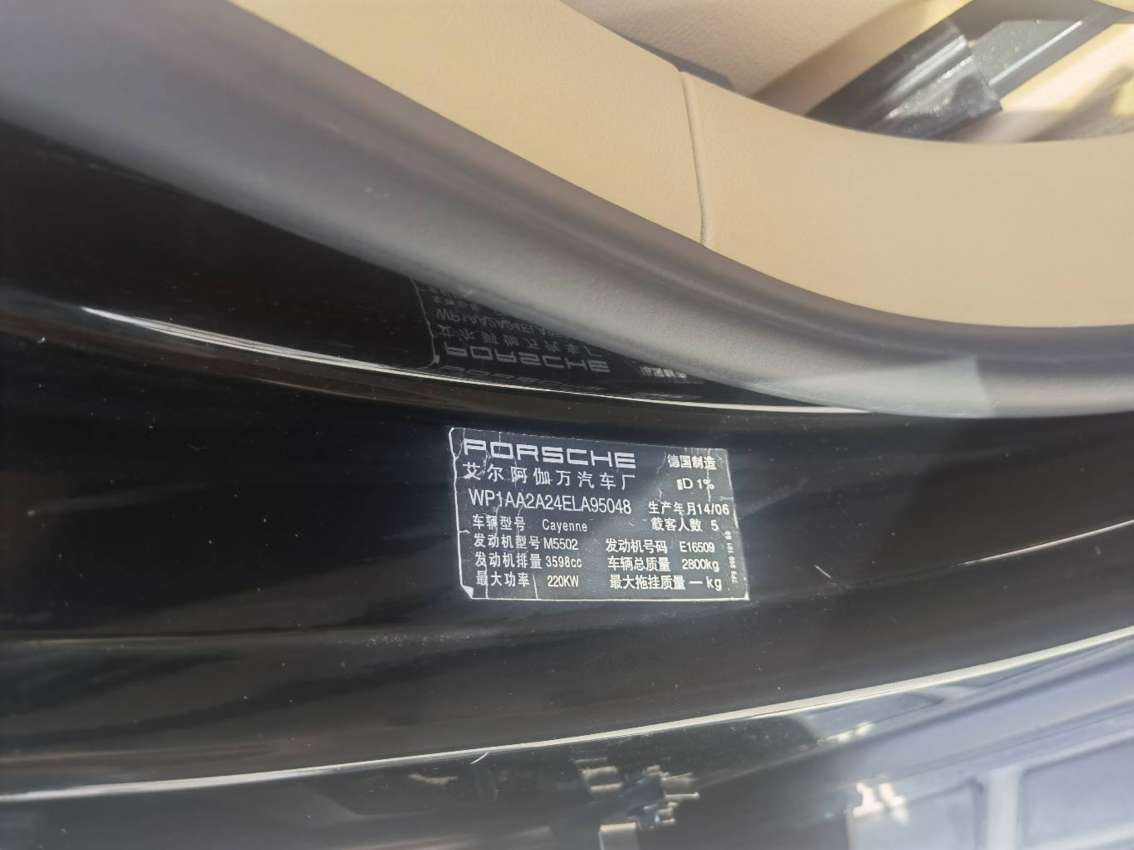 PORSCHE 德国制造
艾尔阿伽万汽车厂 D 1%
WP1AA2A24ELA95048 生产年月14/06
车辆型号 Cayenne 载客人数 5
发动机型号 M5502 发动机号码 E16509
发动机排量 3598cc 车辆总质量 2800kg
最大功率 220KW 最大拖挂质量 — kg